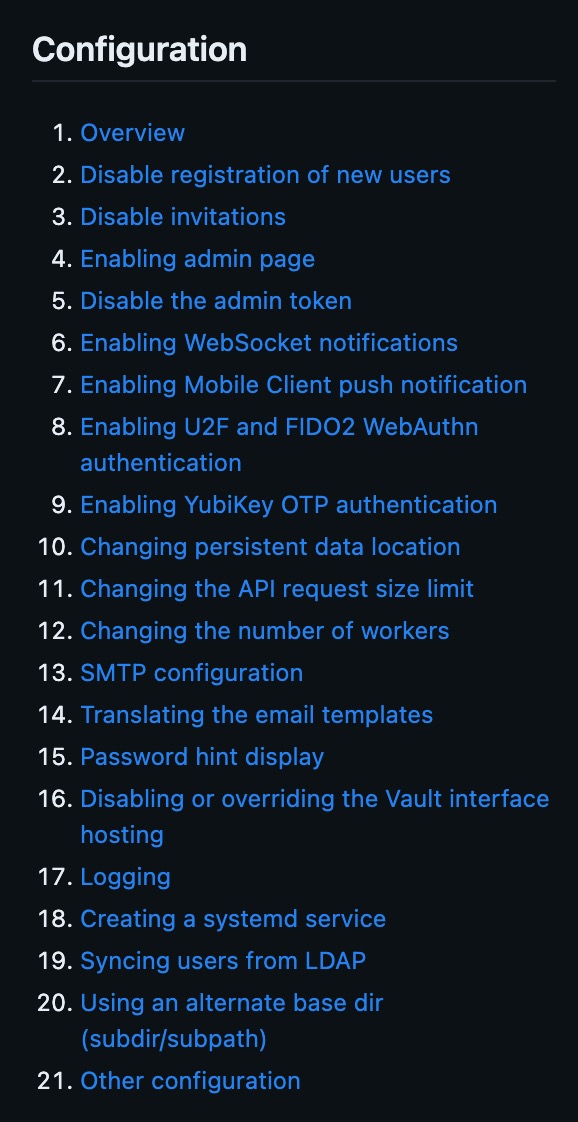 Configuration
1. Overview
2. Disable registration of new users
3. Disable invitations
4. Enabling admin page
5. Disable the admin token
6. Enabling WebSocket notifications
7. Enabling Mobile Client push notification
8. Enabling U2F and FIDO2 WebAuthn
authentication
9. Enabling YubiKey OTP authentication
10. Changing persistent data location
11. Changing the API request size limit
12. Changing the number of workers
13. SMTP configuration
14. Translating the email templates
15. Password hint display
16. Disabling or overriding the Vault interface
hosting
17. Logging
18. Creating a systemd service
19. Syncing users from LDAP
20. Using an alternate base dir
(subdir/subpath)
21. Other configuration